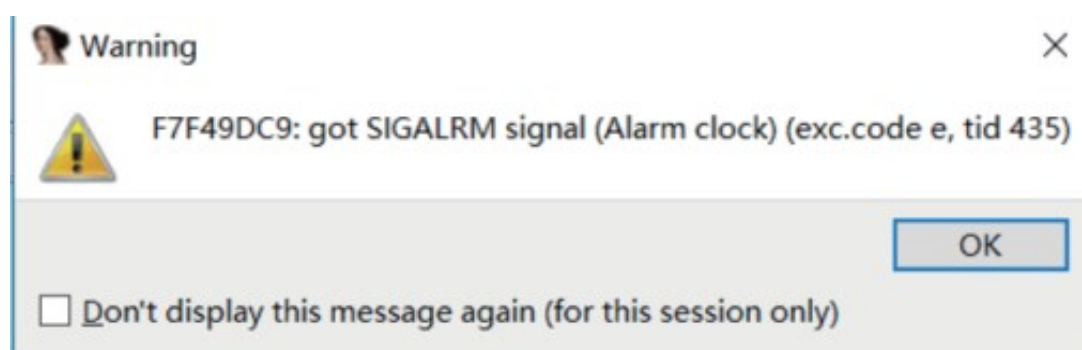 Warning
F7F49DC9: got SIGALRM signal (Alarm clock) (exc.code e, tid 435)
OK
Don't display this message again (for this session only)